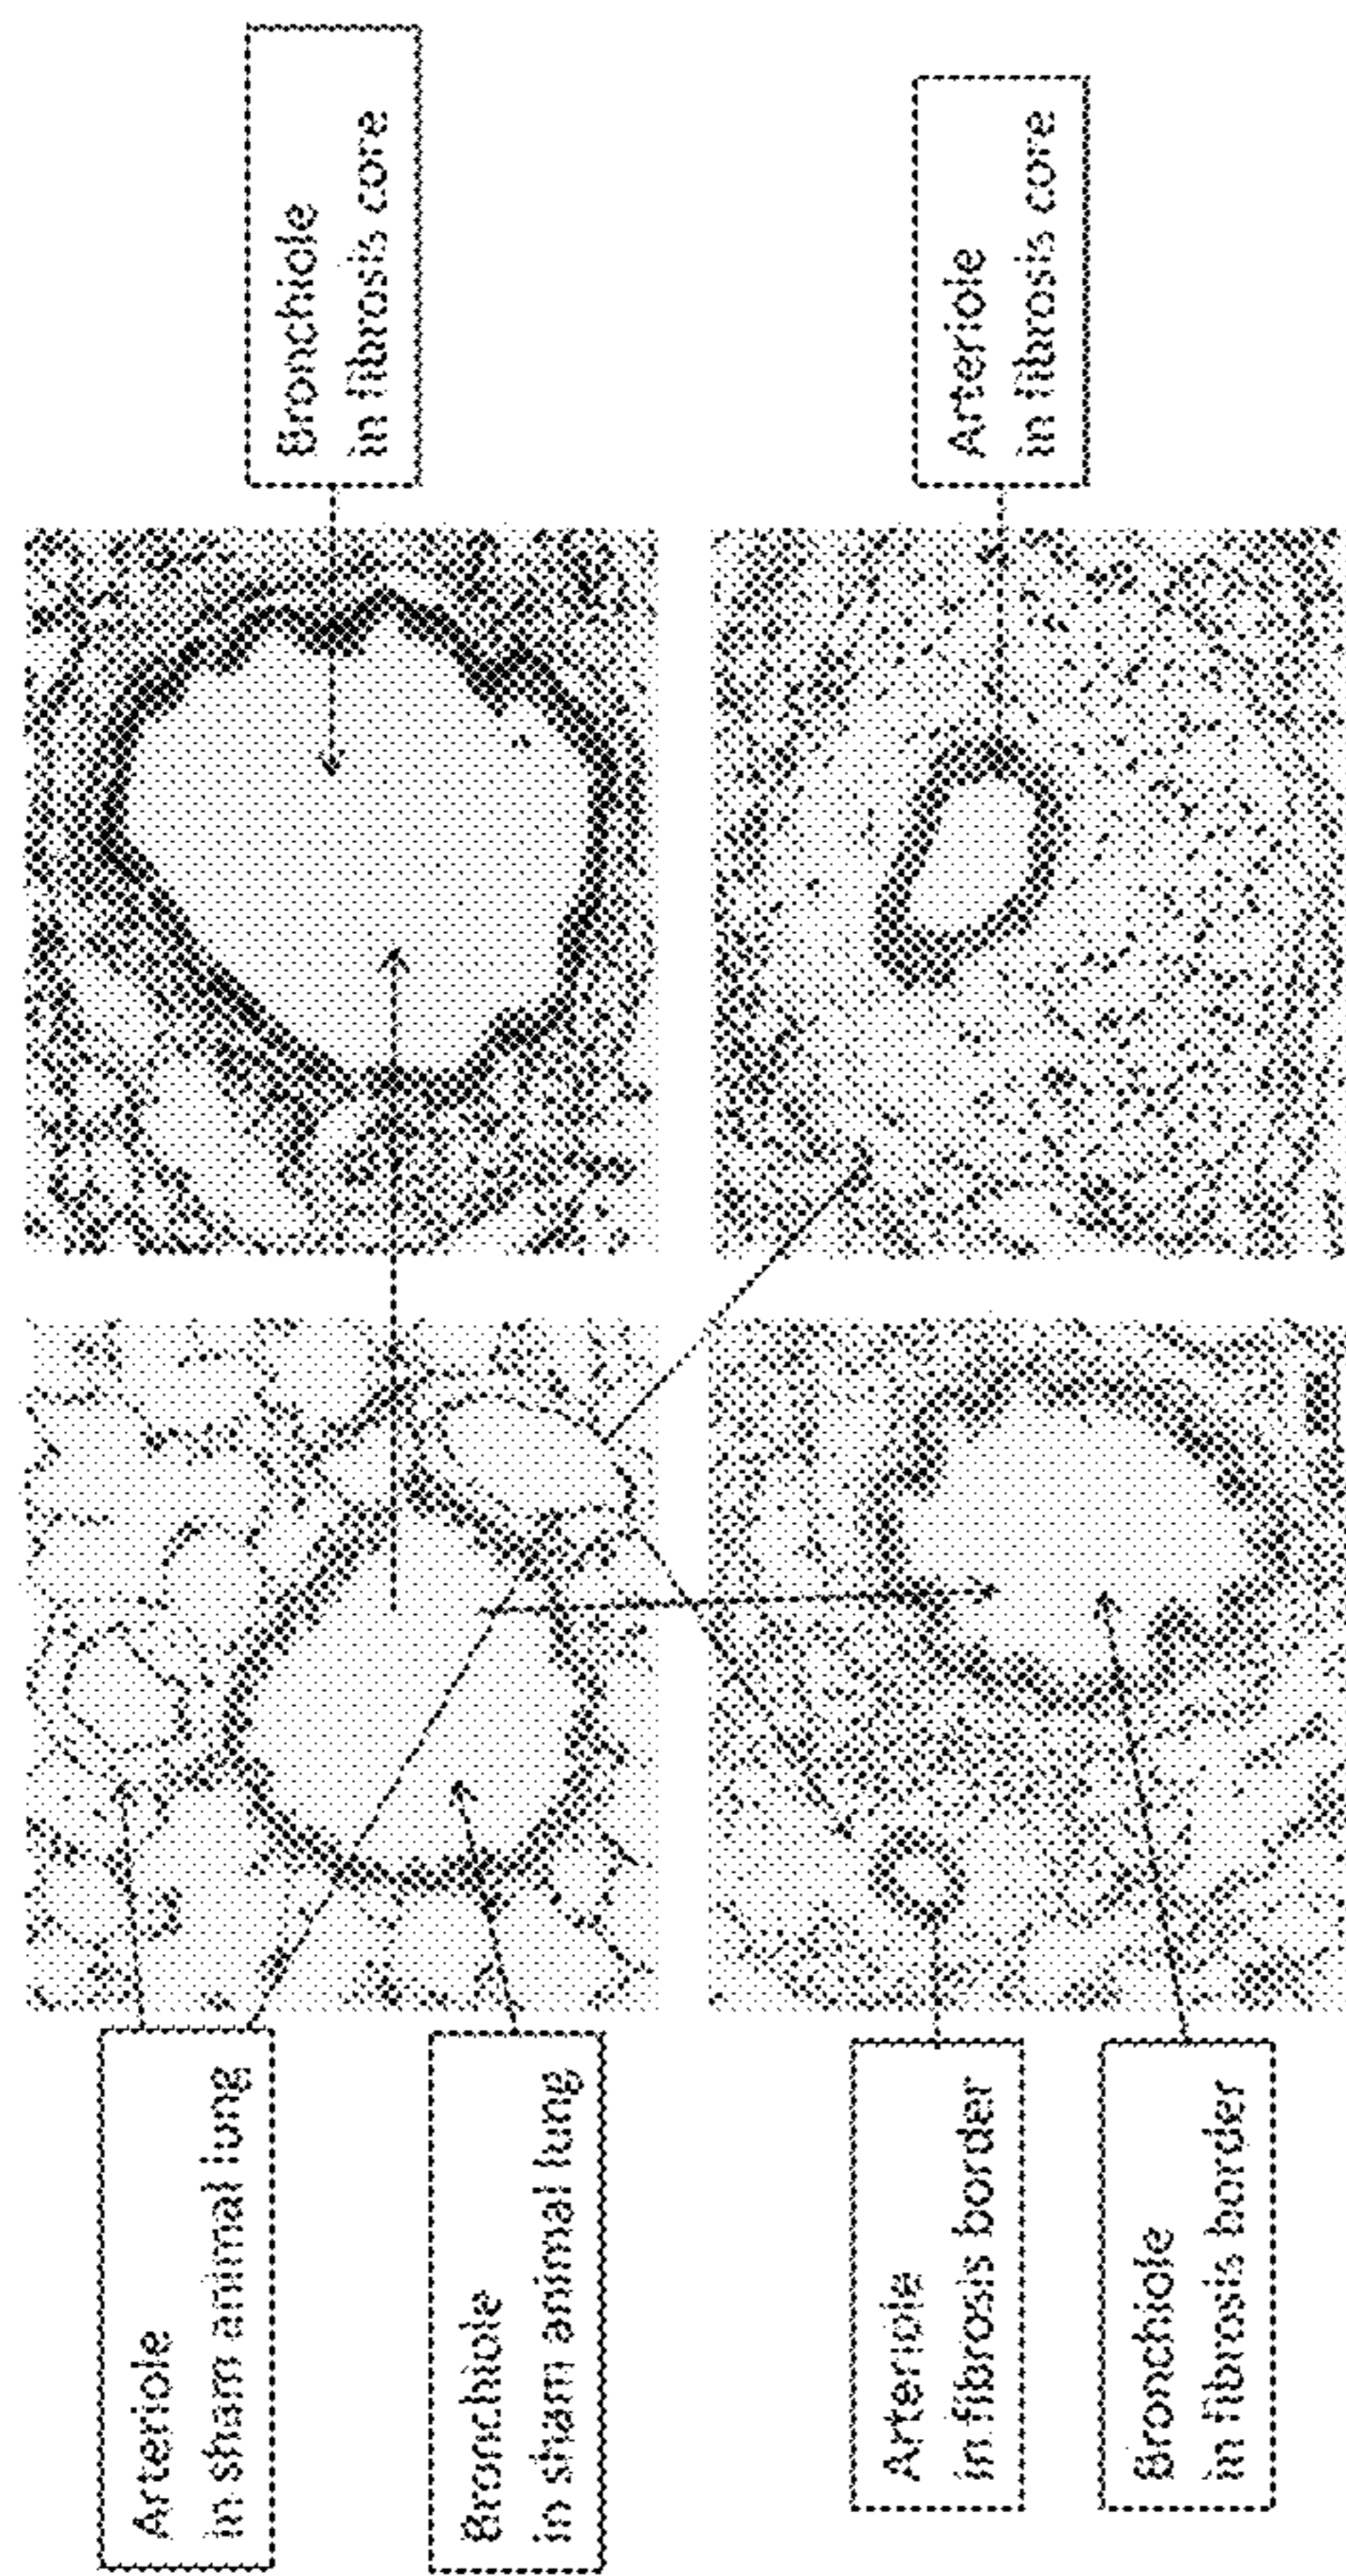 Arteriole
in sham animal lung
Bronchiole
in sham animal lung
Arteriole
in fibrosis border
Bronchiole
in fibrosis border
Bronchiole
in fibrosis core
Arteriole
in fibrosis core